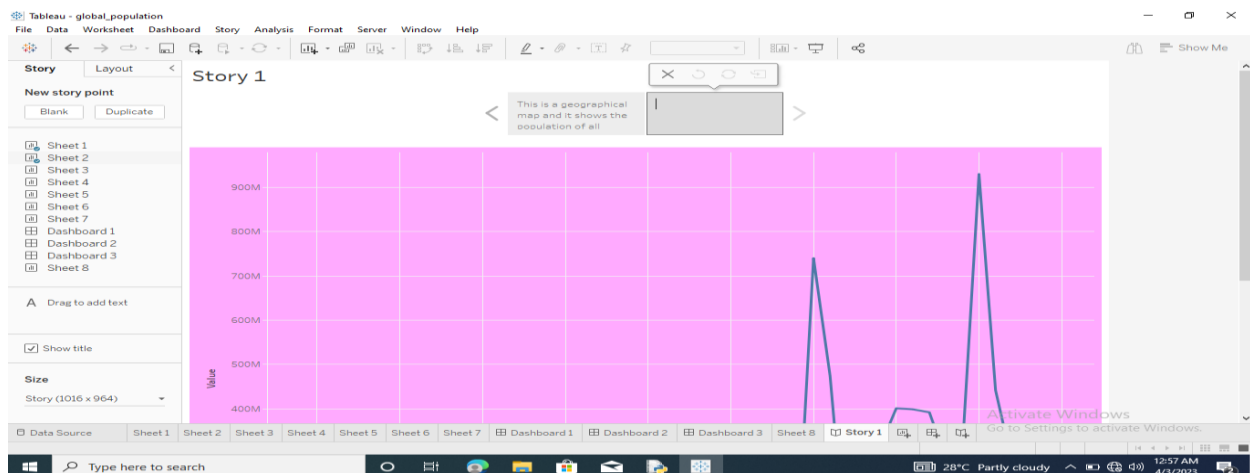 Tableau - global_population
File Data Worksheet Dashboard Story Analysis Format Server Window Help
Show Me
Story Layout <
Story 1
New story point
Blank Duplicate
This is a geographical
map and it shows the
population of all
Sheet 1
Sheet 2
Sheet 3
Sheet 4
Sheet 5
Sheet 6
Sheet 7
Dashboard 1
Dashboard 2
Dashboard 3
Sheet 8
A Drag to add text
Show title
Size
Story (1016 x 964)
900M
800M
700M
600M
500M
400M
Value
Activate Windows
Go to Settings to activate Windows.
Data Source Sheet 1 Sheet 2 Sheet 3 Sheet 4 Sheet 5 Sheet 6 Sheet 7 Dashboard 1 Dashboard 2 Dashboard 3 Sheet 8 Story 1
Type here to search
28°C Partly cloudy
12:57 AM
4/3/2023
2